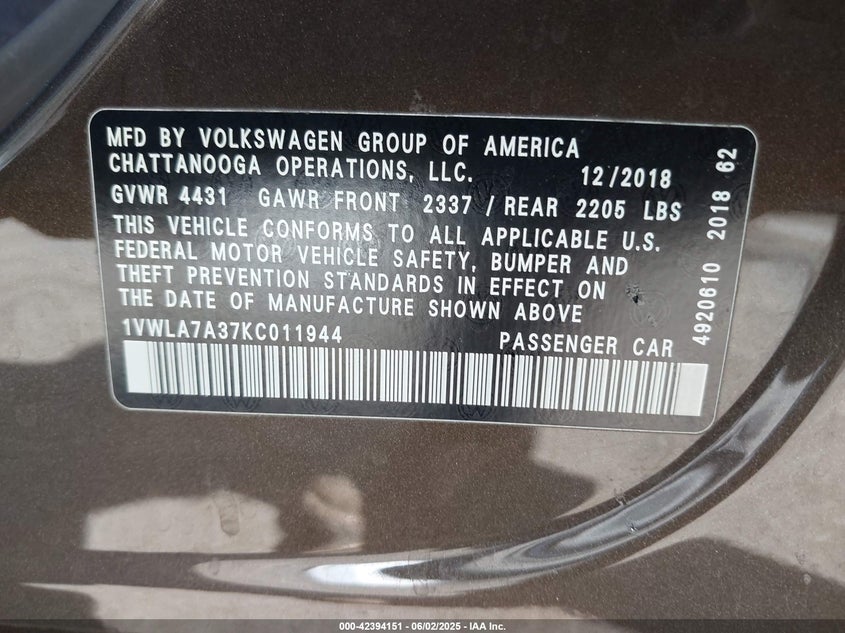 MFD BY VOLKSWAGEN GROUP OF AMERICA
CHATTANOOGA OPERATIONS, LLC. 12/2018
GVWR 4431 GAWR FRONT 2337 / REAR 2205 LBS
THIS VEHICLE CONFORMS TO ALL APPLICABLE U.S.
FEDERAL MOTOR VEHICLE SAFETY, BUMPER AND
THEFT PREVENTION STANDARDS IN EFFECT ON
THE DATE OF MANUFACTURE SHOWN ABOVE
1VWLA7A37KC011944 PASSENGER CAR
4920610 2018 62
000-42394151 - 06/02/2025 - IAA Inc.